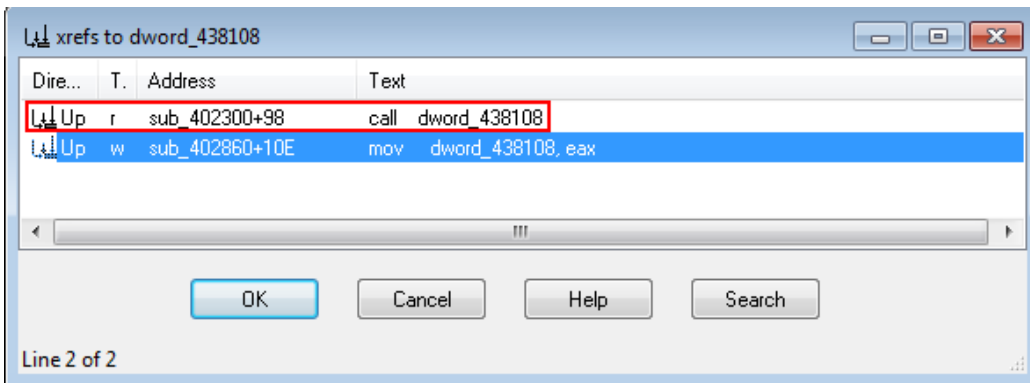 xrefs to dword_438108
Dire... T. Address Text
Up r sub_402300+98 call dword_438108
Up w sub_402860+10E mov dword_438108, eax
OK Cancel Help Search
Line 2 of 2